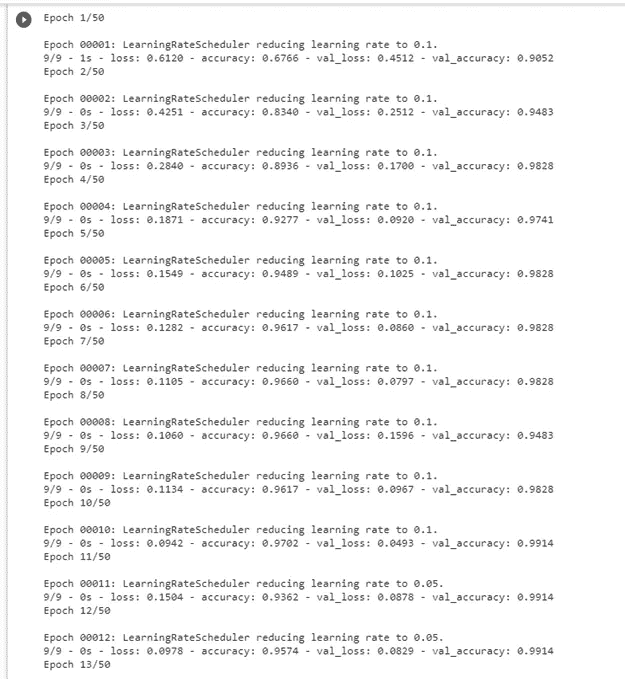 Epoch 1/50
Epoch 00001: LearningRateScheduler reducing learning rate to 0.1.
9/9 - 1s - loss: 0.6120 - accuracy: 0.6766 - val_loss: 0.4512 - val_accuracy: 0.9052
Epoch 2/50
Epoch 00002: LearningRateScheduler reducing learning rate to 0.1.
9/9 - 0s - loss: 0.4251 - accuracy: 0.8340 - val_loss: 0.2512 - val_accuracy: 0.9483
Epoch 3/50
Epoch 00003: LearningRateScheduler reducing learning rate to 0.1.
9/9 - 0s - loss: 0.2840 - accuracy: 0.8936 - val_loss: 0.1700 - val_accuracy: 0.9828
Epoch 4/50
Epoch 00004: LearningRateScheduler reducing learning rate to 0.1.
9/9 - 0s - loss: 0.1871 - accuracy: 0.9277 - val_loss: 0.0920 - val_accuracy: 0.9741
Epoch 5/50
Epoch 00005: LearningRateScheduler reducing learning rate to 0.1.
9/9 - 0s - loss: 0.1549 - accuracy: 0.9489 - val_loss: 0.1025 - val_accuracy: 0.9828
Epoch 6/50
Epoch 00006: LearningRateScheduler reducing learning rate to 0.1.
9/9 - 0s - loss: 0.1282 - accuracy: 0.9617 - val_loss: 0.0860 - val_accuracy: 0.9828
Epoch 7/50
Epoch 00007: LearningRateScheduler reducing learning rate to 0.1.
9/9 - 0s - loss: 0.1105 - accuracy: 0.9660 - val_loss: 0.0797 - val_accuracy: 0.9828
Epoch 8/50
Epoch 00008: LearningRateScheduler reducing learning rate to 0.1.
9/9 - 0s - loss: 0.1060 - accuracy: 0.9660 - val_loss: 0.1596 - val_accuracy: 0.9483
Epoch 9/50
Epoch 00009: LearningRateScheduler reducing learning rate to 0.1.
9/9 - 0s - loss: 0.1134 - accuracy: 0.9617 - val_loss: 0.0967 - val_accuracy: 0.9828
Epoch 10/50
Epoch 00010: LearningRateScheduler reducing learning rate to 0.1.
9/9 - 0s - loss: 0.0942 - accuracy: 0.9702 - val_loss: 0.0493 - val_accuracy: 0.9914
Epoch 11/50
Epoch 00011: LearningRateScheduler reducing learning rate to 0.05.
9/9 - 0s - loss: 0.1504 - accuracy: 0.9362 - val_loss: 0.0878 - val_accuracy: 0.9914
Epoch 12/50
Epoch 00012: LearningRateScheduler reducing learning rate to 0.05.
9/9 - 0s - loss: 0.0978 - accuracy: 0.9574 - val_loss: 0.0829 - val_accuracy: 0.9914
Epoch 13/50